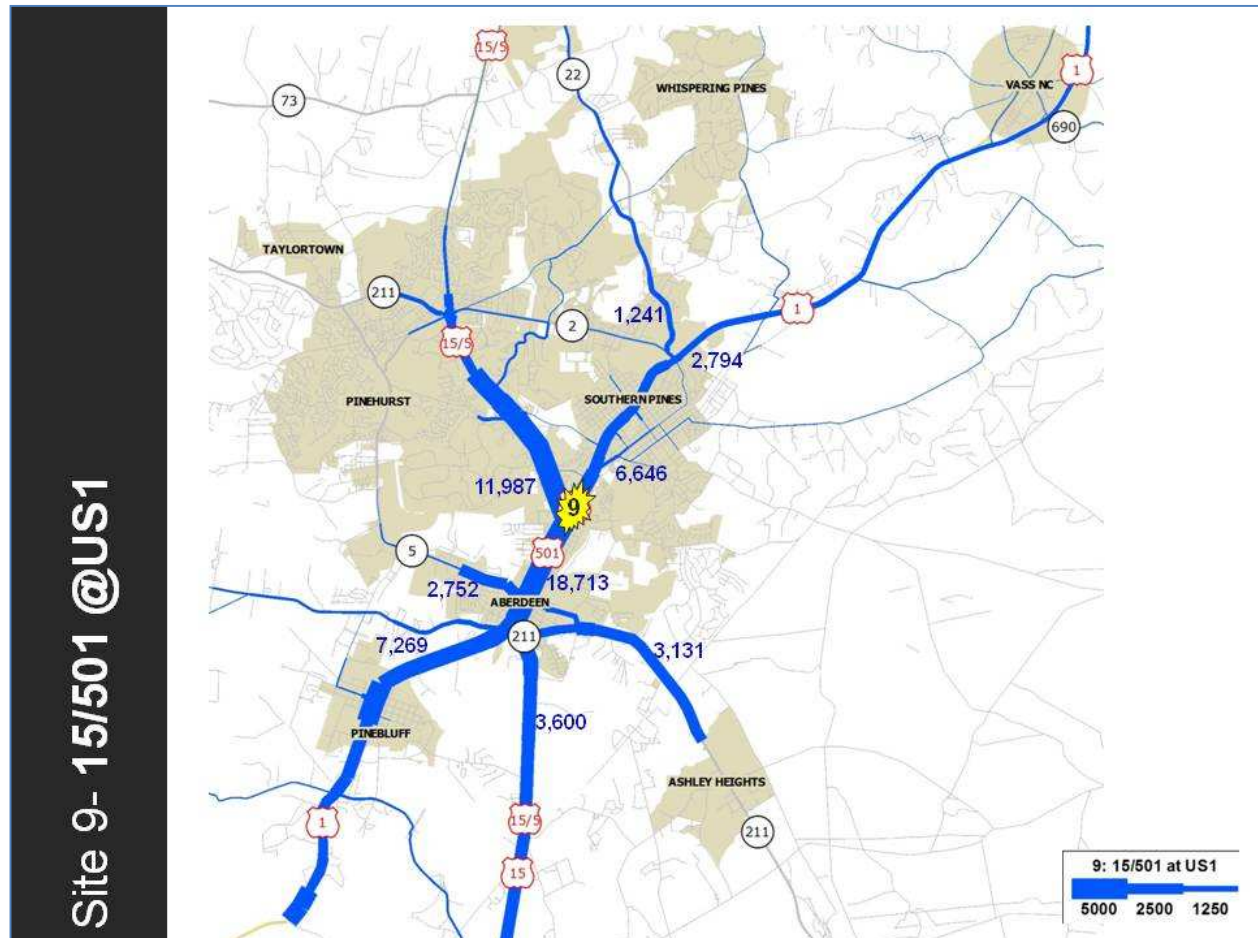 Site 9- 15/501 @US1
15/5
22
WHISPERING PINES
VASS NC
1
73
690
TAYLORTOWN
211
1,241
1
15/5
2
2,794
PINEHURST
SOUTHERN PINES
11,987
6,646
9
5
501
2,752
18,713
ABERDEEN
7,269
211
3,131
3,600
PINEBLUFF
ASHLEY HEIGHTS
1
15/5
211
15
9: 15/501 at US1
5000 2500 1250